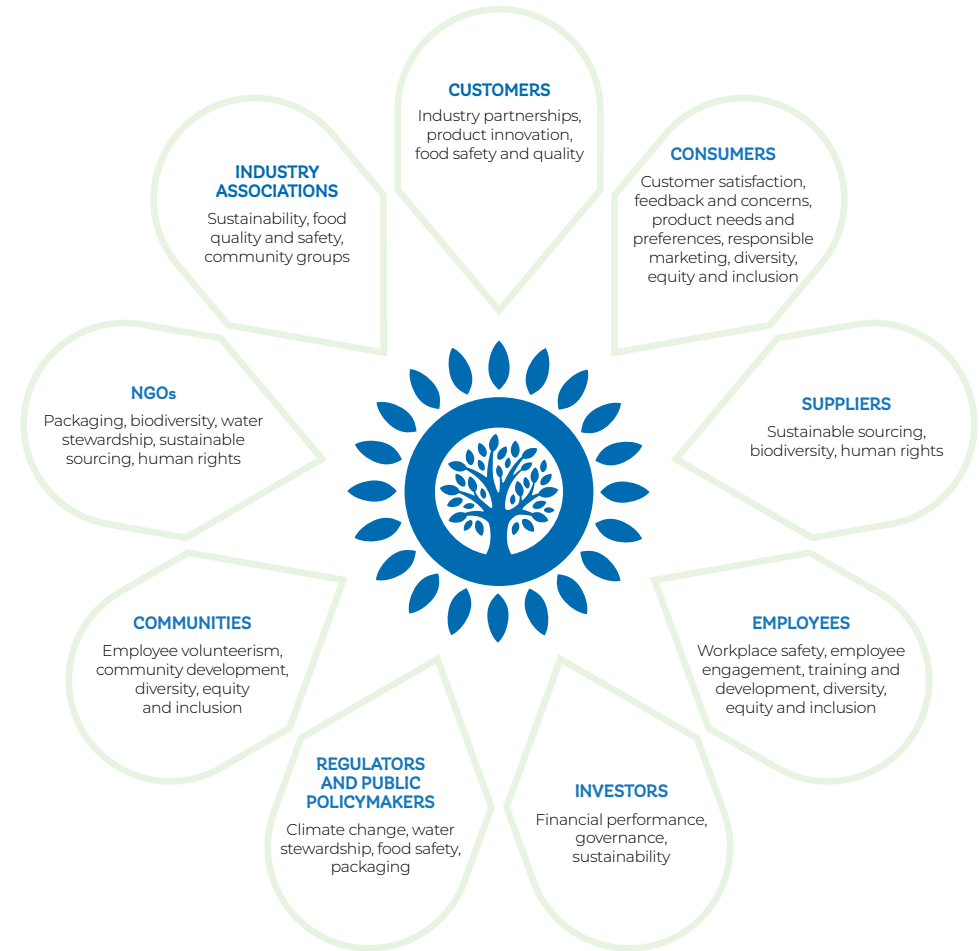 CUSTOMERS
Industry partnerships,
product innovation,
food safety and quality
CONSUMERS
Customer satisfaction,
feedback and concerns,
product needs and
preferences, responsible
marketing, diversity,
equity and inclusion
SUPPLIERS
Sustainable sourcing,
biodiversity, human rights
EMPLOYEES
Workplace safety, employee
engagement, training and
development, diversity,
equity and inclusion
INVESTORS
Financial performance,
governance,
sustainability
REGULATORS
AND PUBLIC
POLICYMAKERS
Climate change, water
stewardship, food safety,
packaging
COMMUNITIES
Employee volunteerism,
community development,
diversity, equity
and inclusion
NGOs
Packaging, biodiversity, water
stewardship, sustainable
sourcing, human rights
INDUSTRY
ASSOCIATIONS
Sustainability, food
quality and safety,
community groups